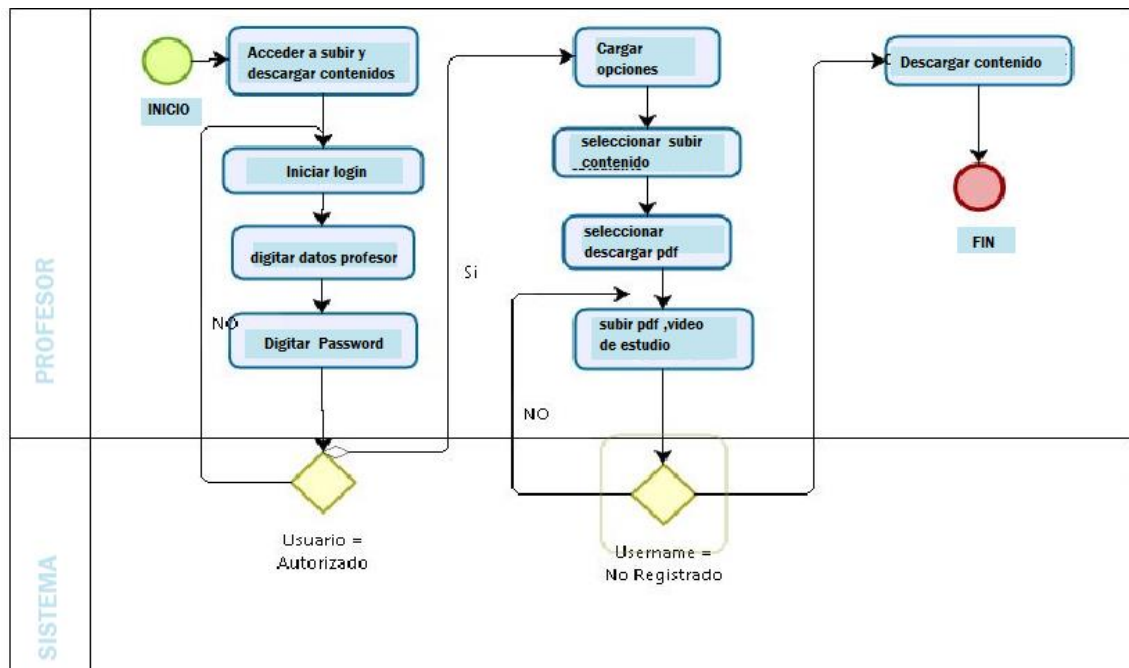 PROFESOR
INICIO
Acceder a subir y
descargar contenidos
Iniciar login
digitar datos profesor
Digitar Password
NO
Si
Cargar
opciones
seleccionar subir
contenido
seleccionar
descargar pdf
subir pdf ,video
de estudio
NO
Descargar contenido
FIN
SISTEMA
Usuario =
Autorizado
Username =
No Registrado